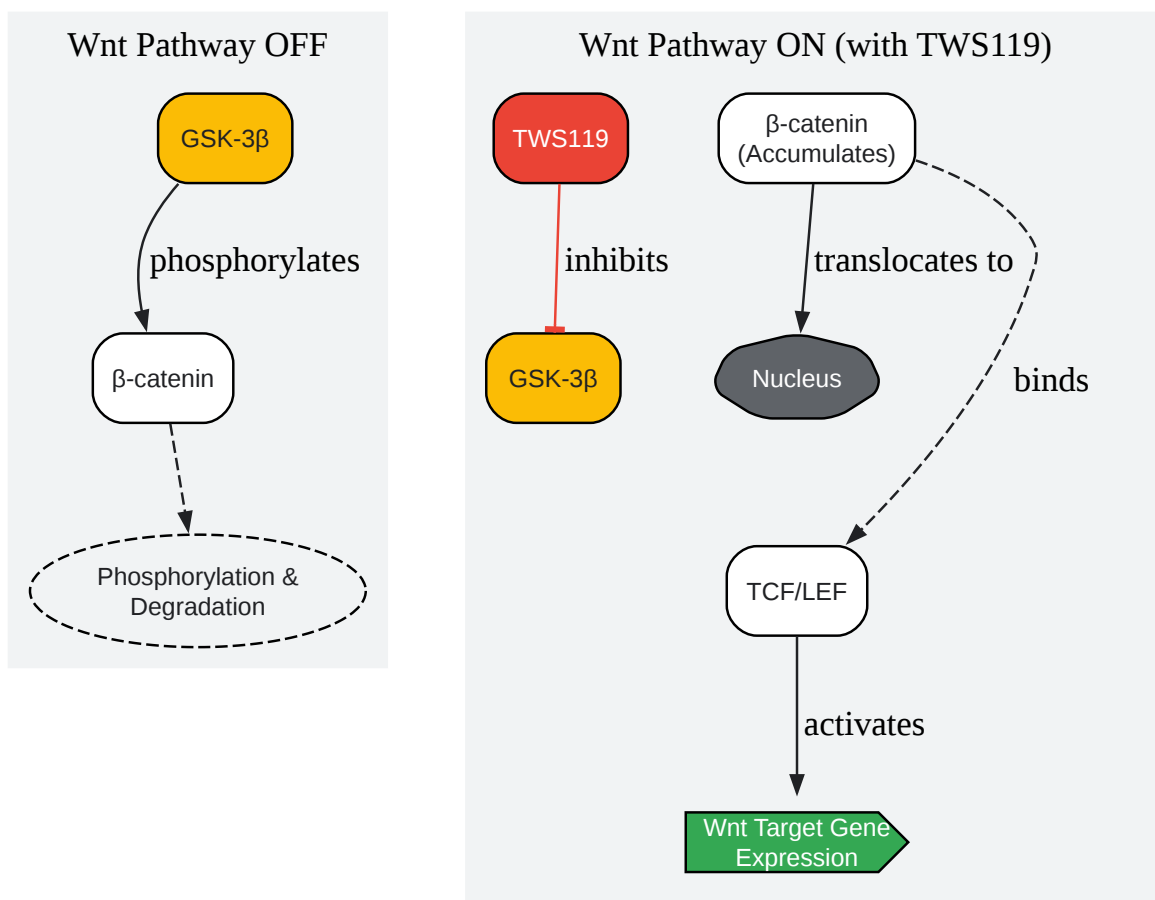 Wnt Pathway OFF
GSK-3β
phosphorylates
β-catenin
Phosphorylation &
Degradation
Wnt Pathway ON (with TWS119)
TWS119
inhibits
GSK-3β
β-catenin
(Accumulates)
translocates to
Nucleus
binds
TCF/LEF
activates
Wnt Target Gene
Expression